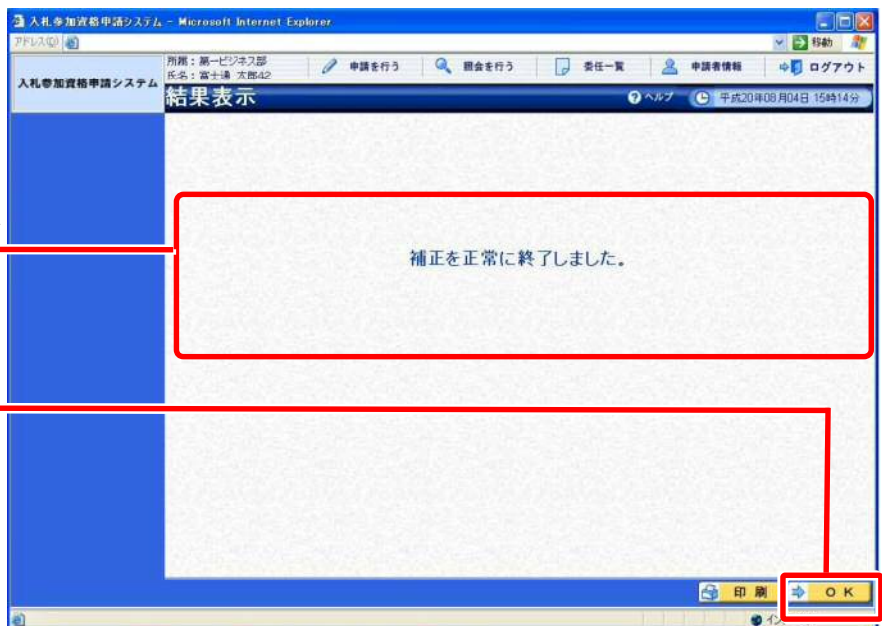 入札参加資格申請システム - Microsoft Internet Explorer
アドレス(D)
移動
入札参加資格申請システム
所属：第一ビジネス部
氏名：富士通 太郎42
申請を行う
照会を行う
委任一覧
申請者情報
ログアウト
結果表示
ヘルプ
平成20年08月04日 15時14分
補正を正常に終了しました。
印 刷
O K